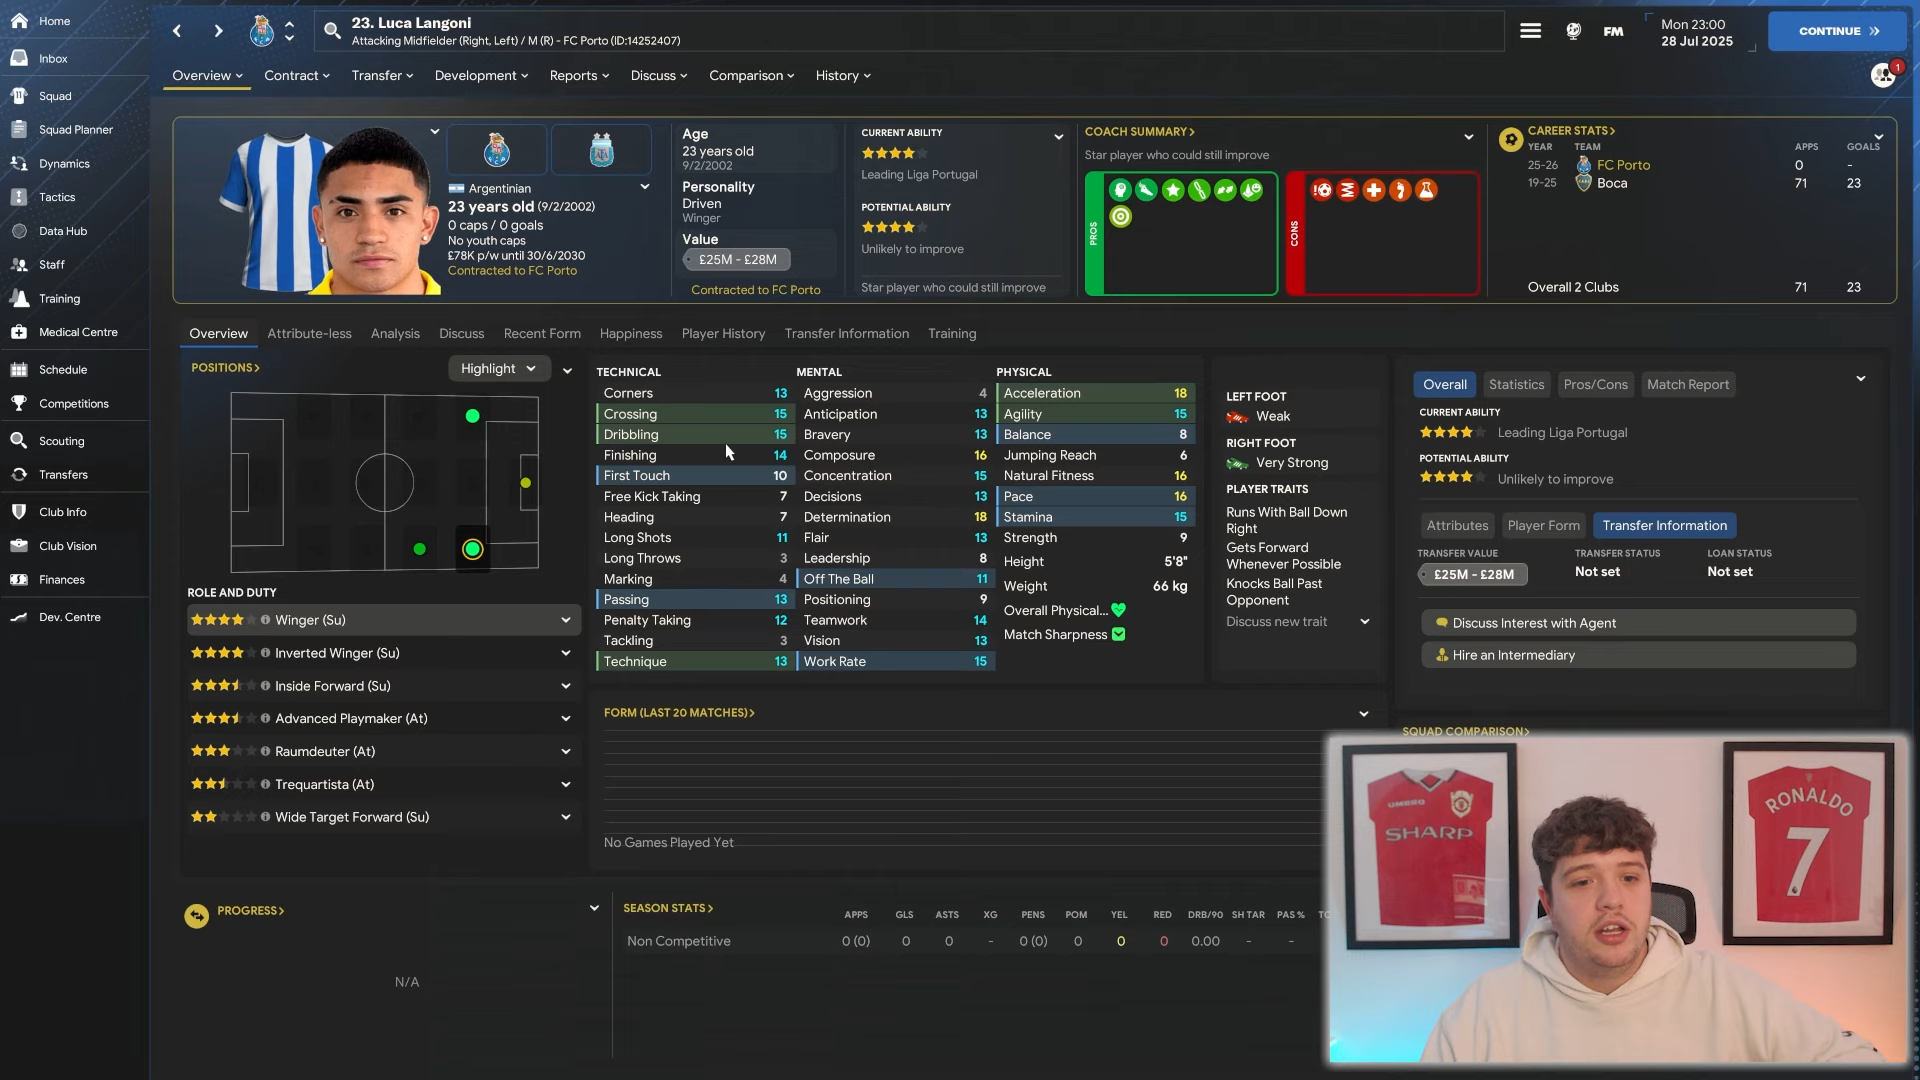 Home
Inbox
Squad
Squad Planner
Dynamics
Tactics
Data Hub
Staff
Training
Medical Centre
Schedule
Competitions
Scouting
Transfers
Club Info
Club Vision
Finances
Dev. Centre
23. Luca Langoni
Attacking Midfielder (Right, Left) / M (R) - FC Porto (ID:14252407)
FM
Mon 23:00
28 Jul 2025
CONTINUE
1
Overview Contract Transfer Development Reports Discuss Comparison History
Argentinian
23 years old (9/2/2002)
0 caps / 0 goals
No youth caps
£78K p/w until 30/6/2030
Contracted to FC Porto
Age
23 years old
9/2/2002
Personality
Driven
Winger
Value
£25M - £28M
Contracted to FC Porto
CURRENT ABILITY
Leading Liga Portugal
POTENTIAL ABILITY
Unlikely to improve
Star player who could still improve
COACH SUMMARY>
Star player who could still improve
PROS
CONS
CAREER STATS>
YEAR TEAM APPS GOALS
25-26 FC Porto 0 -
19-25 Boca 71 23
Overall 2 Clubs 71 23
Overview Attribute-less Analysis Discuss Recent Form Happiness Player History Transfer Information Training
POSITIONS>
Highlight
ROLE AND DUTY
Winger (Su)
Inverted Winger (Su)
Inside Forward (Su)
Advanced Playmaker (At)
Raumdeuter (At)
Trequartista (At)
Wide Target Forward (Su)
TECHNICAL
Corners 13
Crossing 15
Dribbling 15
Finishing 14
First Touch 10
Free Kick Taking 7
Heading 7
Long Shots 11
Long Throws 3
Marking 4
Passing 13
Penalty Taking 12
Tackling 3
Technique 13
MENTAL
Aggression 4
Anticipation 13
Bravery 13
Composure 16
Concentration 15
Decisions 13
Determination 18
Flair 13
Leadership 8
Off The Ball 11
Positioning 9
Teamwork 14
Vision 13
Work Rate 15
PHYSICAL
Acceleration 18
Agility 15
Balance 8
Jumping Reach 6
Natural Fitness 16
Pace 16
Stamina 15
Strength 9
Height 5'8"
Weight 66 kg
Overall Physical...
Match Sharpness
LEFT FOOT
Weak
RIGHT FOOT
Very Strong
PLAYER TRAITS
Runs With Ball Down
Right
Gets Forward
Whenever Possible
Knocks Ball Past
Opponent
Discuss new trait
Overall Statistics Pros/Cons Match Report
CURRENT ABILITY
Leading Liga Portugal
POTENTIAL ABILITY
Unlikely to improve
Attributes Player Form Transfer Information
TRANSFER VALUE TRANSFER STATUS LOAN STATUS
£25M - £28M Not set Not set
Discuss Interest with Agent
Hire an Intermediary
FORM (LAST 20 MATCHES)>
No Games Played Yet
SQUAD COMPARISON>
PROGRESS>
N/A
SEASON STATS>
APPS GLS ASTS XG PENS POM YEL RED DRB/90 SH TAR PAS %
Non Competitive 0 (0) 0 0 - 0 (0) 0 0 0 0.00 - -
UMBRO
SHARP
RONALDO
7